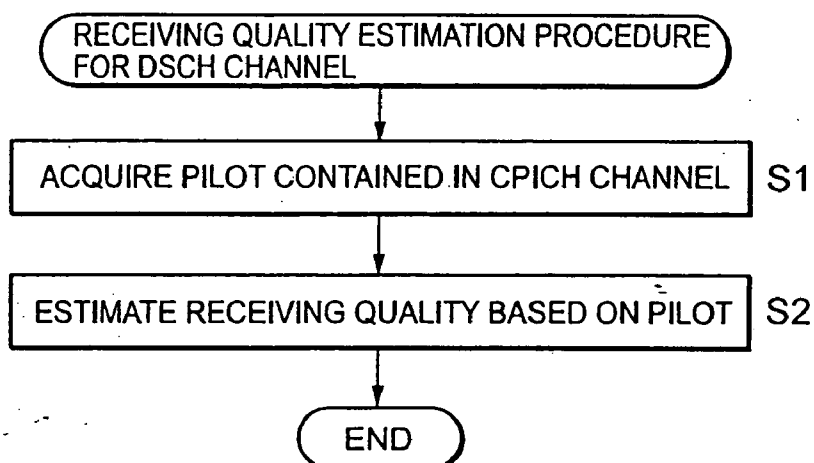 RECEIVING QUALITY ESTIMATION PROCEDURE
FOR DSCH CHANNEL
ACQUIRE PILOT CONTAINED IN CPICH CHANNEL S1
ESTIMATE RECEIVING QUALITY BASED ON PILOT S2
END